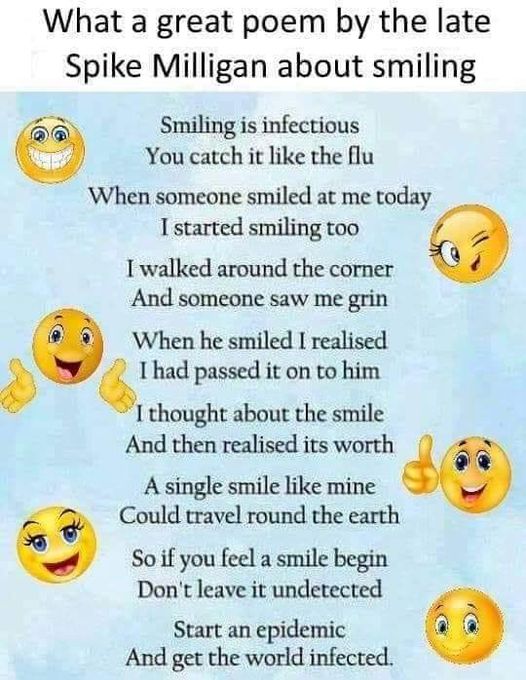 What a great poem by the late
Spike Milligan about smiling
Smiling is infectious
You catch it like the flu
When someone smiled at me today
I started smiling too
I walked around the corner
And someone saw me grin
When he smiled I realised
I had passed it on to him
I thought about the smile
And then realised its worth
A single smile like mine
Could travel round the earth
So if you feel a smile begin
Don't leave it undetected
Start an epidemic
And get the world infected.